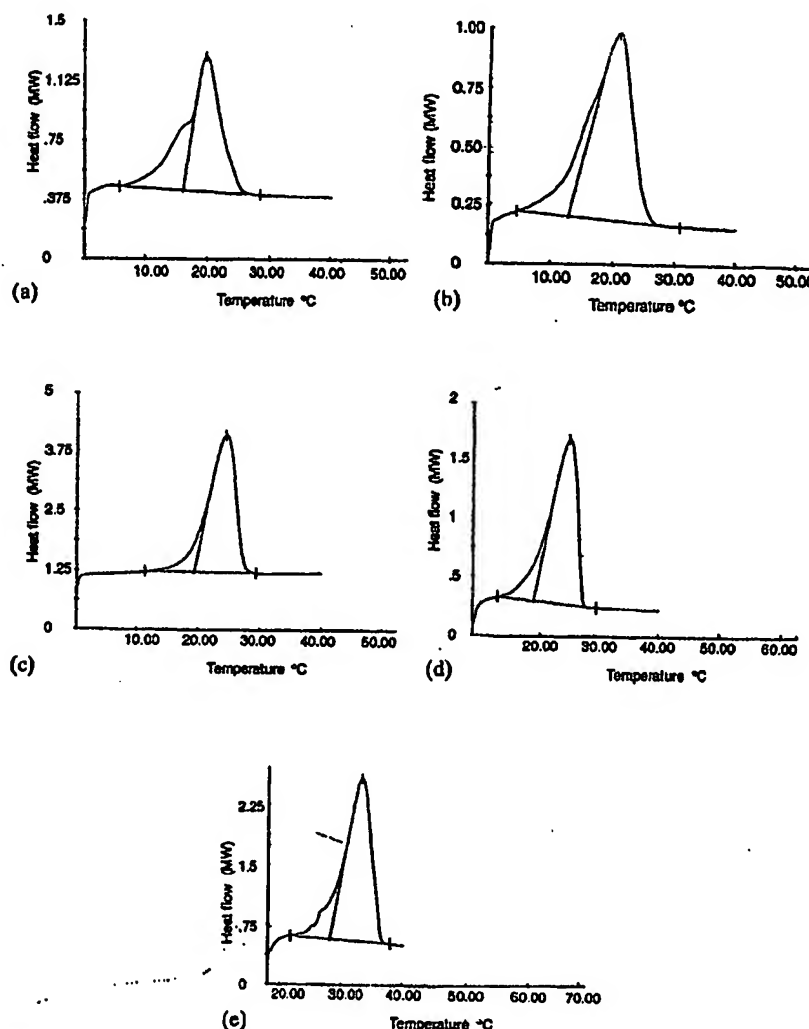 1.5
1.125
.75
.375
0
Heat flow (MW)
10.00 20.00 30.00 40.00 50.00
(a)
Temperature °C
1.00
0.75
0.50
0.25
0
Heat flow (MW)
10.00 20.00 30.00 40.00 50.00
(b)
Temperature °C
5
3.75
2.5
1.25
0
Heat flow (MW)
10.00 20.00 30.00 40.00 50.00
(c)
Temperature °C
2
1.5
1
.5
0
Heat flow (MW)
20.00 30.00 40.00 50.00 60.00
(d)
Temperature °C
2.25
1.5
.75
0
Heat flow (MW)
20.00 30.00 40.00 50.00 60.00 70.00
(e)
Temperature °C